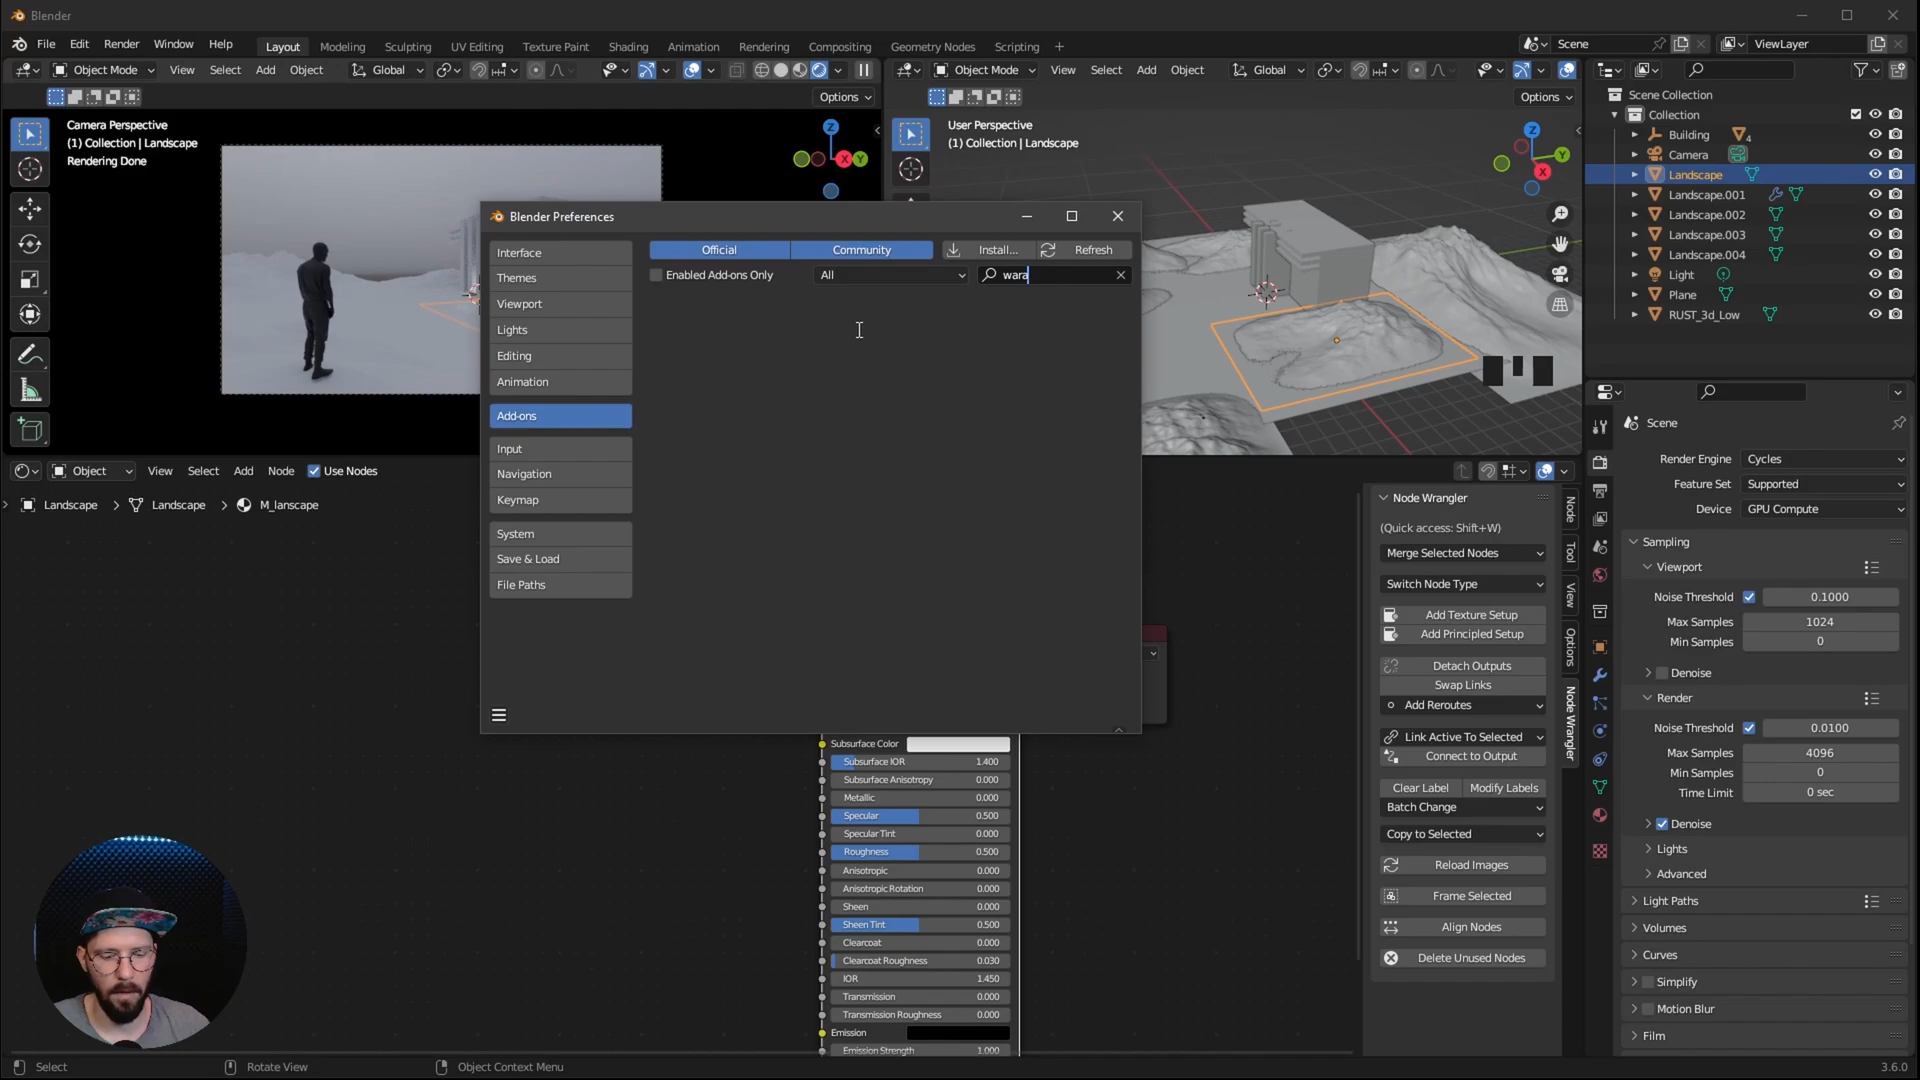 Blender
File Edit Render Window Help Layout Modeling Sculpting UV Editing Texture Paint Shading Animation Rendering Compositing Geometry Nodes Scripting + Scene ViewLayer
Object Mode View Select Add Object Global
Options
Camera Perspective
(1) Collection | Landscape
Rendering Done
Z
X
Y
Object Mode View Select Add Object Global
Options
User Perspective
(1) Collection | Landscape
Z
Y
X
Scene Collection
Collection
Building 4
Camera
Landscape
Landscape.001
Landscape.002
Landscape.003
Landscape.004
Light
Plane
RUST_3d_Low
Blender Preferences
Interface
Themes
Viewport
Lights
Editing
Animation
Add-ons
Input
Navigation
Keymap
System
Save & Load
File Paths
Official Community Install... Refresh
Enabled Add-ons Only All wara
Object View Select Add Node Use Nodes
Landscape > Landscape > M_lanscape
Subsurface Color
Subsurface IOR 1.400
Subsurface Anisotropy 0.000
Metallic 0.000
Specular 0.500
Specular Tint 0.000
Roughness 0.500
Anisotropic 0.000
Anisotropic Rotation 0.000
Sheen 0.000
Sheen Tint 0.500
Clearcoat 0.000
Clearcoat Roughness 0.030
IOR 1.450
Transmission 0.000
Transmission Roughness 0.000
Emission
Emission Strength 1.000
Node Wrangler
(Quick access: Shift+W)
Merge Selected Nodes
Switch Node Type
Add Texture Setup
Add Principled Setup
Detach Outputs
Swap Links
Add Reroutes
Link Active To Selected
Connect to Output
Clear Label Modify Labels
Batch Change
Copy to Selected
Reload Images
Frame Selected
Align Nodes
Delete Unused Nodes
Node
Tool
View
Options
Node Wrangler
Scene
Render Engine Cycles
Feature Set Supported
Device GPU Compute
Sampling
Viewport
Noise Threshold 0.1000
Max Samples 1024
Min Samples 0
Denoise
Render
Noise Threshold 0.0100
Max Samples 4096
Min Samples 0
Time Limit 0 sec
Denoise
Lights
Advanced
Light Paths
Volumes
Curves
Simplify
Motion Blur
Film
Select Rotate View Object Context Menu 3.6.0